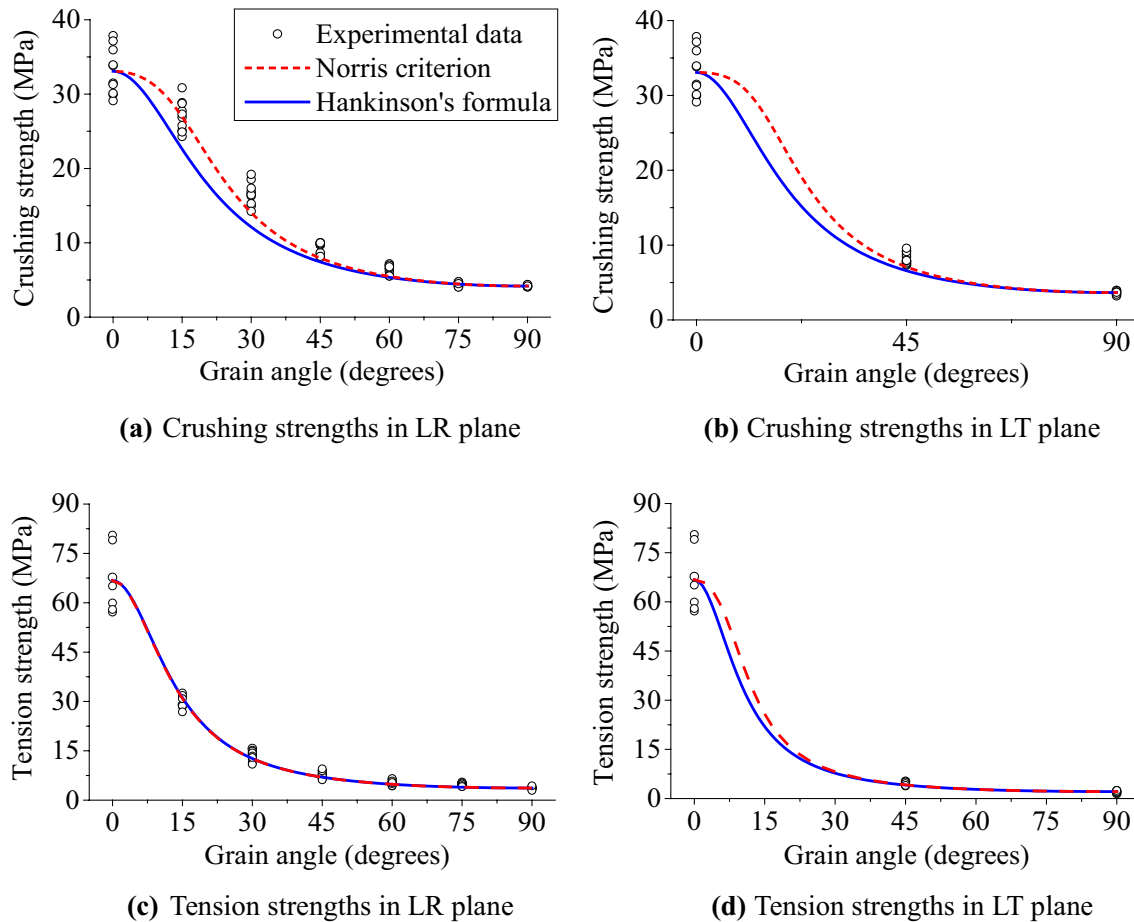 Crushing strength (MPa)
40
30
20
10
0
0 15 30 45 60 75 90
Grain angle (degrees)
Experimental data
Norris criterion
Hankinson's formula
(a) Crushing strengths in LR plane
Crushing strength (MPa)
40
30
20
10
0
0 45 90
Grain angle (degrees)
(b) Crushing strengths in LT plane
Tension strength (MPa)
90
75
60
45
30
15
0
0 15 30 45 60 75 90
Grain angle (degrees)
(c) Tension strengths in LR plane
Tension strength (MPa)
90
75
60
45
30
15
0
0 15 30 45 60 75 90
Grain angle (degrees)
(d) Tension strengths in LT plane